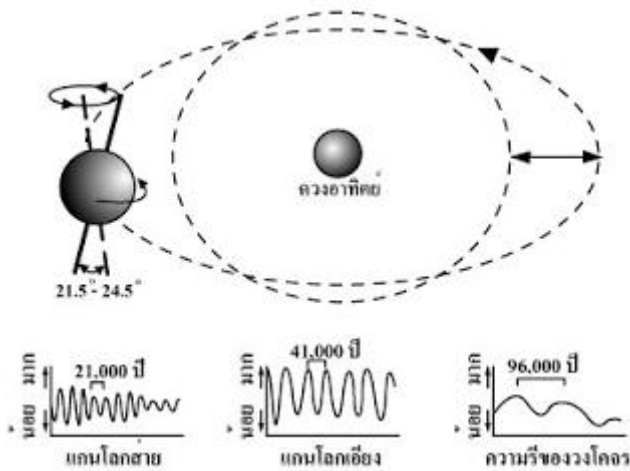 ดวงอาทิตย์
21.5° - 24.5°
มาก
น้อย
21,000 ปี
แกนโลกส่าย
มาก
น้อย
41,000 ปี
แกนโลกเอียง
มาก
น้อย
96,000 ปี
ความรีของวงโคจร